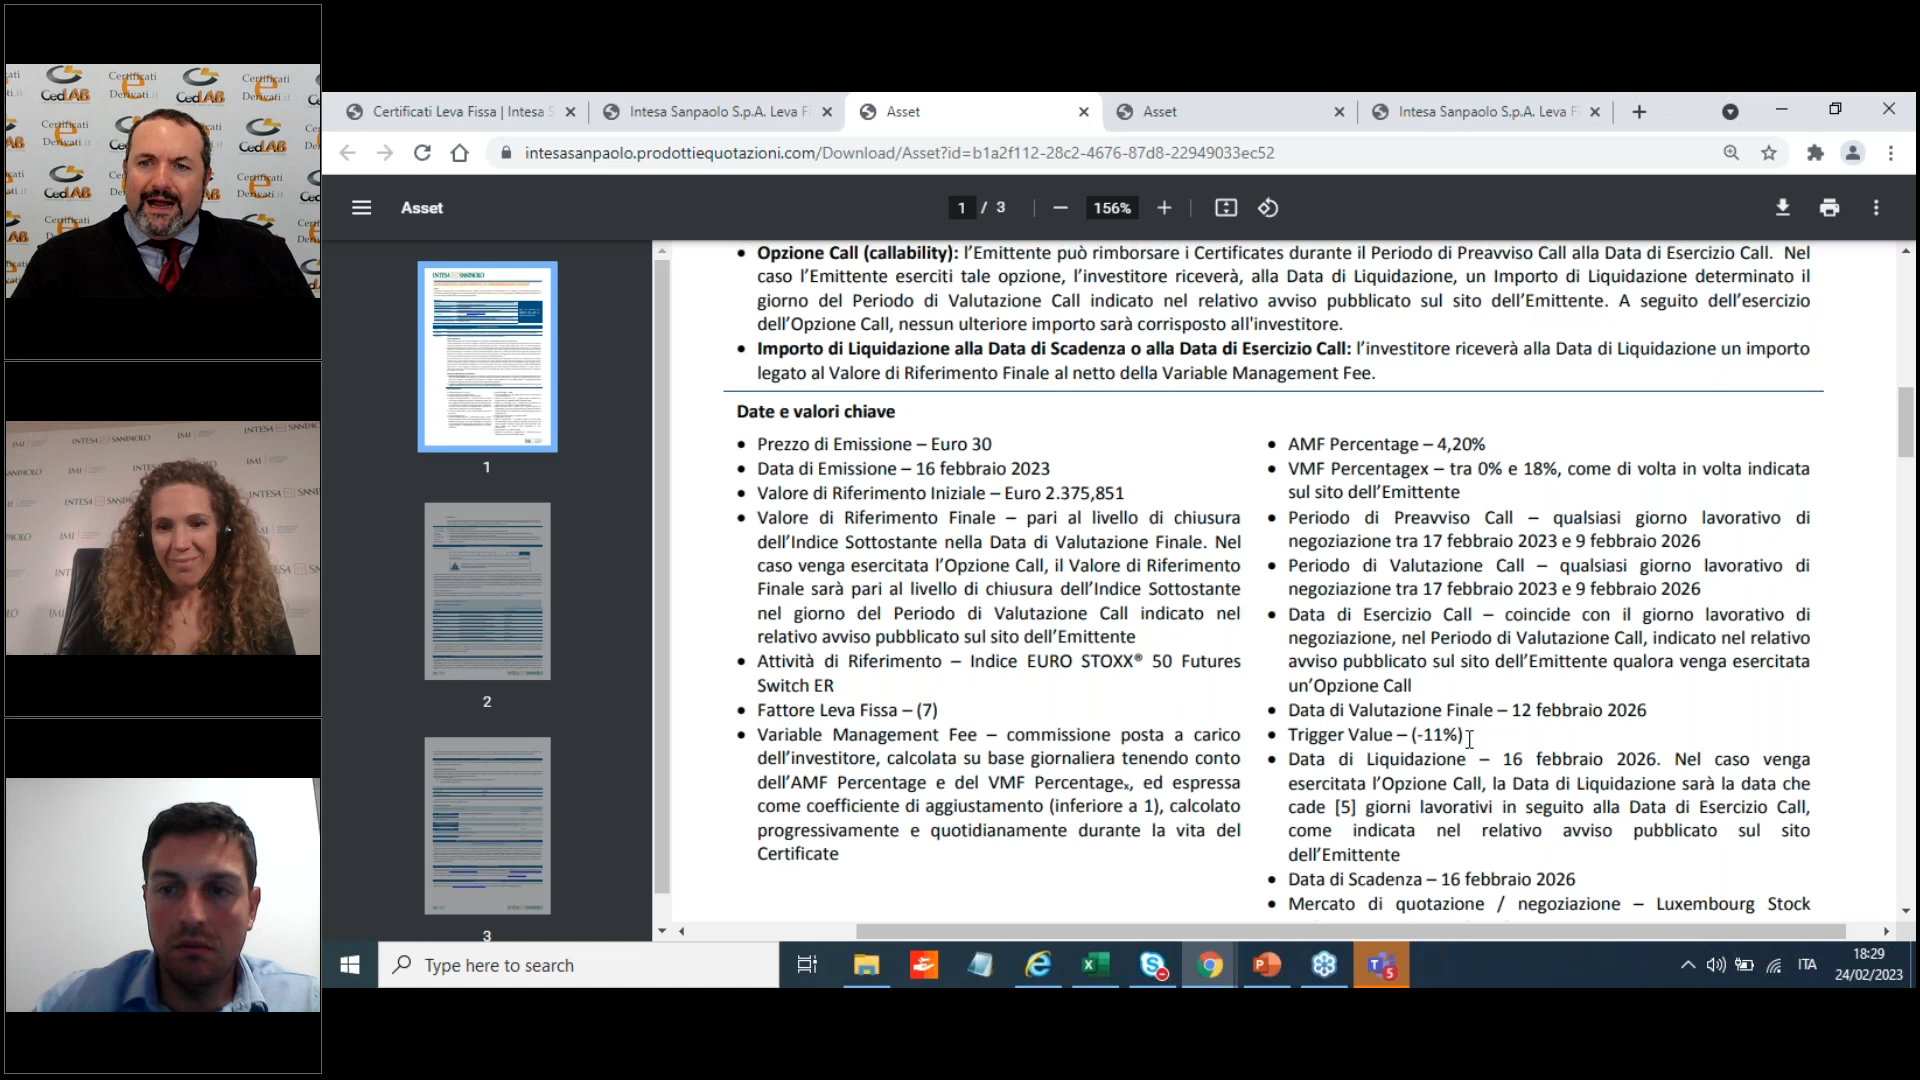 Certificati Leva Fissa | Intesa S
Intesa Sanpaolo S.p.A. Leva Fi
Asset
Asset
Intesa Sanpaolo S.p.A. Leva F
intesasanpaolo.prodottiequotazioni.com/Download/Asset?id=b1a2f112-28c2-4676-87d8-22949033ec52
Asset
1 / 3
156%
1
2
3
• Opzione Call (callability): l'Emittente può rimborsare i Certificates durante il Periodo di Preavviso Call alla Data di Esercizio Call. Nel
caso l'Emittente eserciti tale opzione, l'investitore riceverà, alla Data di Liquidazione, un Importo di Liquidazione determinato il
giorno del Periodo di Valutazione Call indicato nel relativo avviso pubblicato sul sito dell'Emittente. A seguito dell'esercizio
dell'Opzione Call, nessun ulteriore importo sarà corrisposto all'investitore.
• Importo di Liquidazione alla Data di Scadenza o alla Data di Esercizio Call: l'investitore riceverà alla Data di Liquidazione un importo
legato al Valore di Riferimento Finale al netto della Variable Management Fee.
Date e valori chiave
• Prezzo di Emissione – Euro 30
• Data di Emissione – 16 febbraio 2023
• Valore di Riferimento Iniziale – Euro 2.375,851
• Valore di Riferimento Finale – pari al livello di chiusura
dell'Indice Sottostante nella Data di Valutazione Finale. Nel
caso venga esercitata l'Opzione Call, il Valore di Riferimento
Finale sarà pari al livello di chiusura dell'Indice Sottostante
nel giorno del Periodo di Valutazione Call indicato nel
relativo avviso pubblicato sul sito dell'Emittente
• Attività di Riferimento – Indice EURO STOXX® 50 Futures
Switch ER
• Fattore Leva Fissa – (7)
• Variable Management Fee – commissione posta a carico
dell'investitore, calcolata su base giornaliera tenendo conto
dell'AMF Percentage e del VMF Percentageₓ, ed espressa
come coefficiente di aggiustamento (inferiore a 1), calcolato
progressivamente e quotidianamente durante la vita del
Certificate
• AMF Percentage – 4,20%
• VMF Percentagex – tra 0% e 18%, come di volta in volta indicata
sul sito dell'Emittente
• Periodo di Preavviso Call – qualsiasi giorno lavorativo di
negoziazione tra 17 febbraio 2023 e 9 febbraio 2026
• Periodo di Valutazione Call – qualsiasi giorno lavorativo di
negoziazione tra 17 febbraio 2023 e 9 febbraio 2026
• Data di Esercizio Call – coincide con il giorno lavorativo di
negoziazione, nel Periodo di Valutazione Call, indicato nel relativo
avviso pubblicato sul sito dell'Emittente qualora venga esercitata
un'Opzione Call
• Data di Valutazione Finale – 12 febbraio 2026
• Trigger Value – (-11%)
• Data di Liquidazione – 16 febbraio 2026. Nel caso venga
esercitata l'Opzione Call, la Data di Liquidazione sarà la data che
cade [5] giorni lavorativi in seguito alla Data di Esercizio Call,
come indicata nel relativo avviso pubblicato sul sito
dell'Emittente
• Data di Scadenza – 16 febbraio 2026
• Mercato di quotazione / negoziazione – Luxembourg Stock
Type here to search
ITA
18:29
24/02/2023